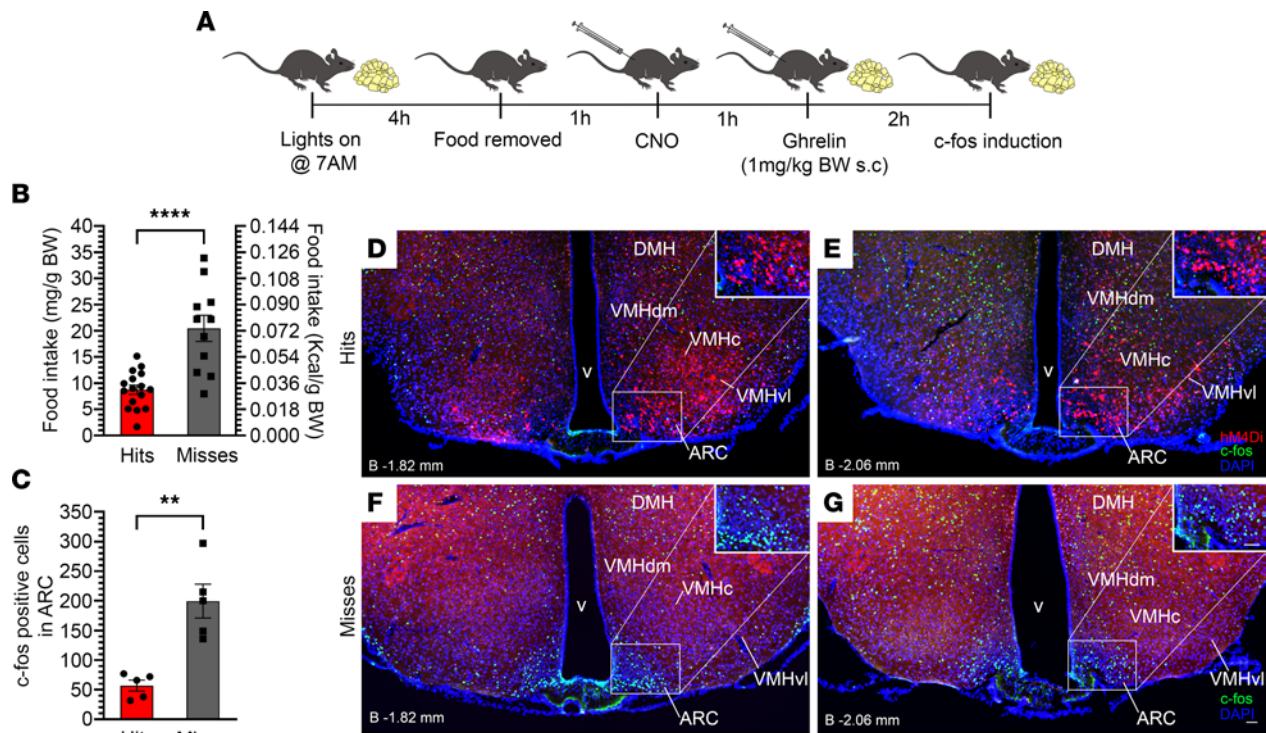 A
4h
1h
1h
2h
Lights on
@ 7AM
Food removed
CNO
Ghrelin
(1mg/kg BW s.c)
c-fos induction
B
****
Food intake (mg/g BW)
40
35
30
25
20
15
10
5
0
0.144
0.126
0.108
0.090
0.072
0.054
0.036
0.018
0.000
Food intake (Kcal/g BW)
Hits
Misses
C
**
c-fos positive cells
in ARC
350
300
250
200
150
100
50
0
Hits
D
DMH
VMHdm
VMHc
VMHvl
v
ARC
B -1.82 mm
E
DMH
VMHdm
VMHc
VMHvl
v
ARC
hM4Di
c-fos
DAPI
B -2.06 mm
Misses
F
DMH
VMHdm
VMHc
VMHvl
v
ARC
B -1.82 mm
G
DMH
VMHdm
VMHc
VMHvl
v
ARC
c-fos
DAPI
B -2.06 mm